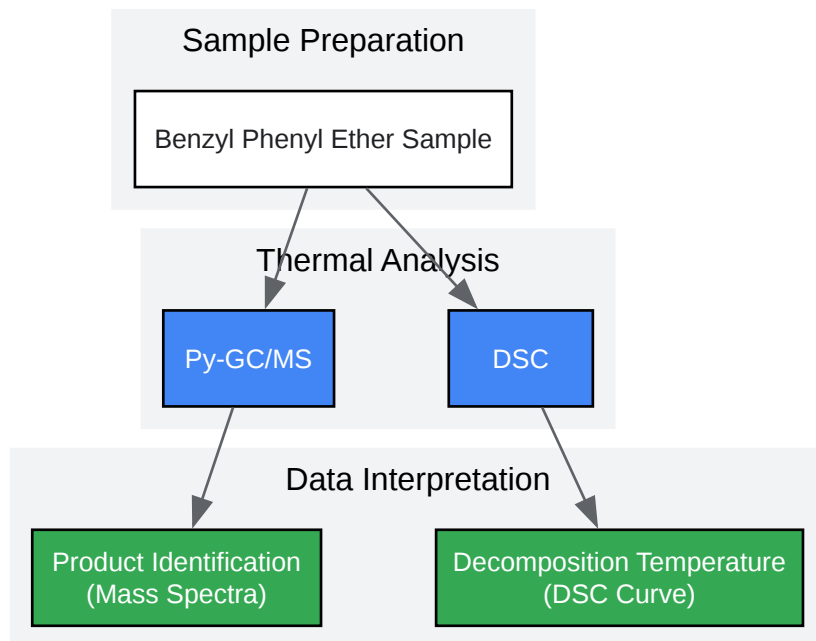 Sample Preparation
Benzyl Phenyl Ether Sample
Thermal Analysis
Py-GC/MS
DSC
Data Interpretation
Product Identification
(Mass Spectra)
Decomposition Temperature
(DSC Curve)